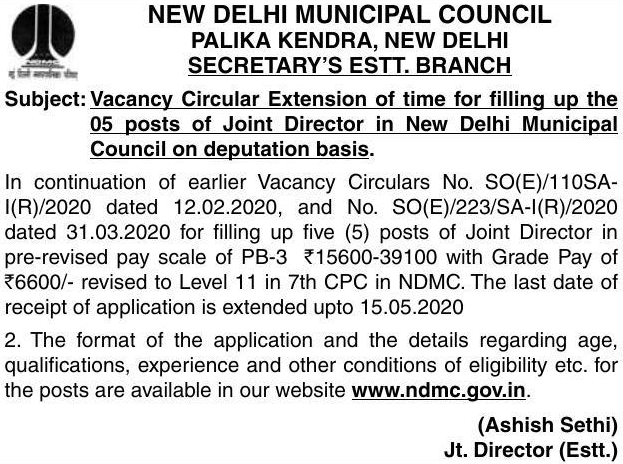 NEW DELHI MUNICIPAL COUNCIL
PALIKA KENDRA, NEW DELHI
SECRETARY'S ESTT. BRANCH
NDMC
नई दिल्ली नगरपालिका परिषद्
Subject: Vacancy Circular Extension of time for filling up the
05 posts of Joint Director in New Delhi Municipal
Council on deputation basis.
In continuation of earlier Vacancy Circulars No. SO(E)/110SA-
I(R)/2020 dated 12.02.2020, and No. SO(E)/223/SA-I(R)/2020
dated 31.03.2020 for filling up five (5) posts of Joint Director in
pre-revised pay scale of PB-3 ₹15600-39100 with Grade Pay of
₹6600/- revised to Level 11 in 7th CPC in NDMC. The last date of
receipt of application is extended upto 15.05.2020
2. The format of the application and the details regarding age,
qualifications, experience and other conditions of eligibility etc. for
the posts are available in our website www.ndmc.gov.in.
(Ashish Sethi)
Jt. Director (Estt.)